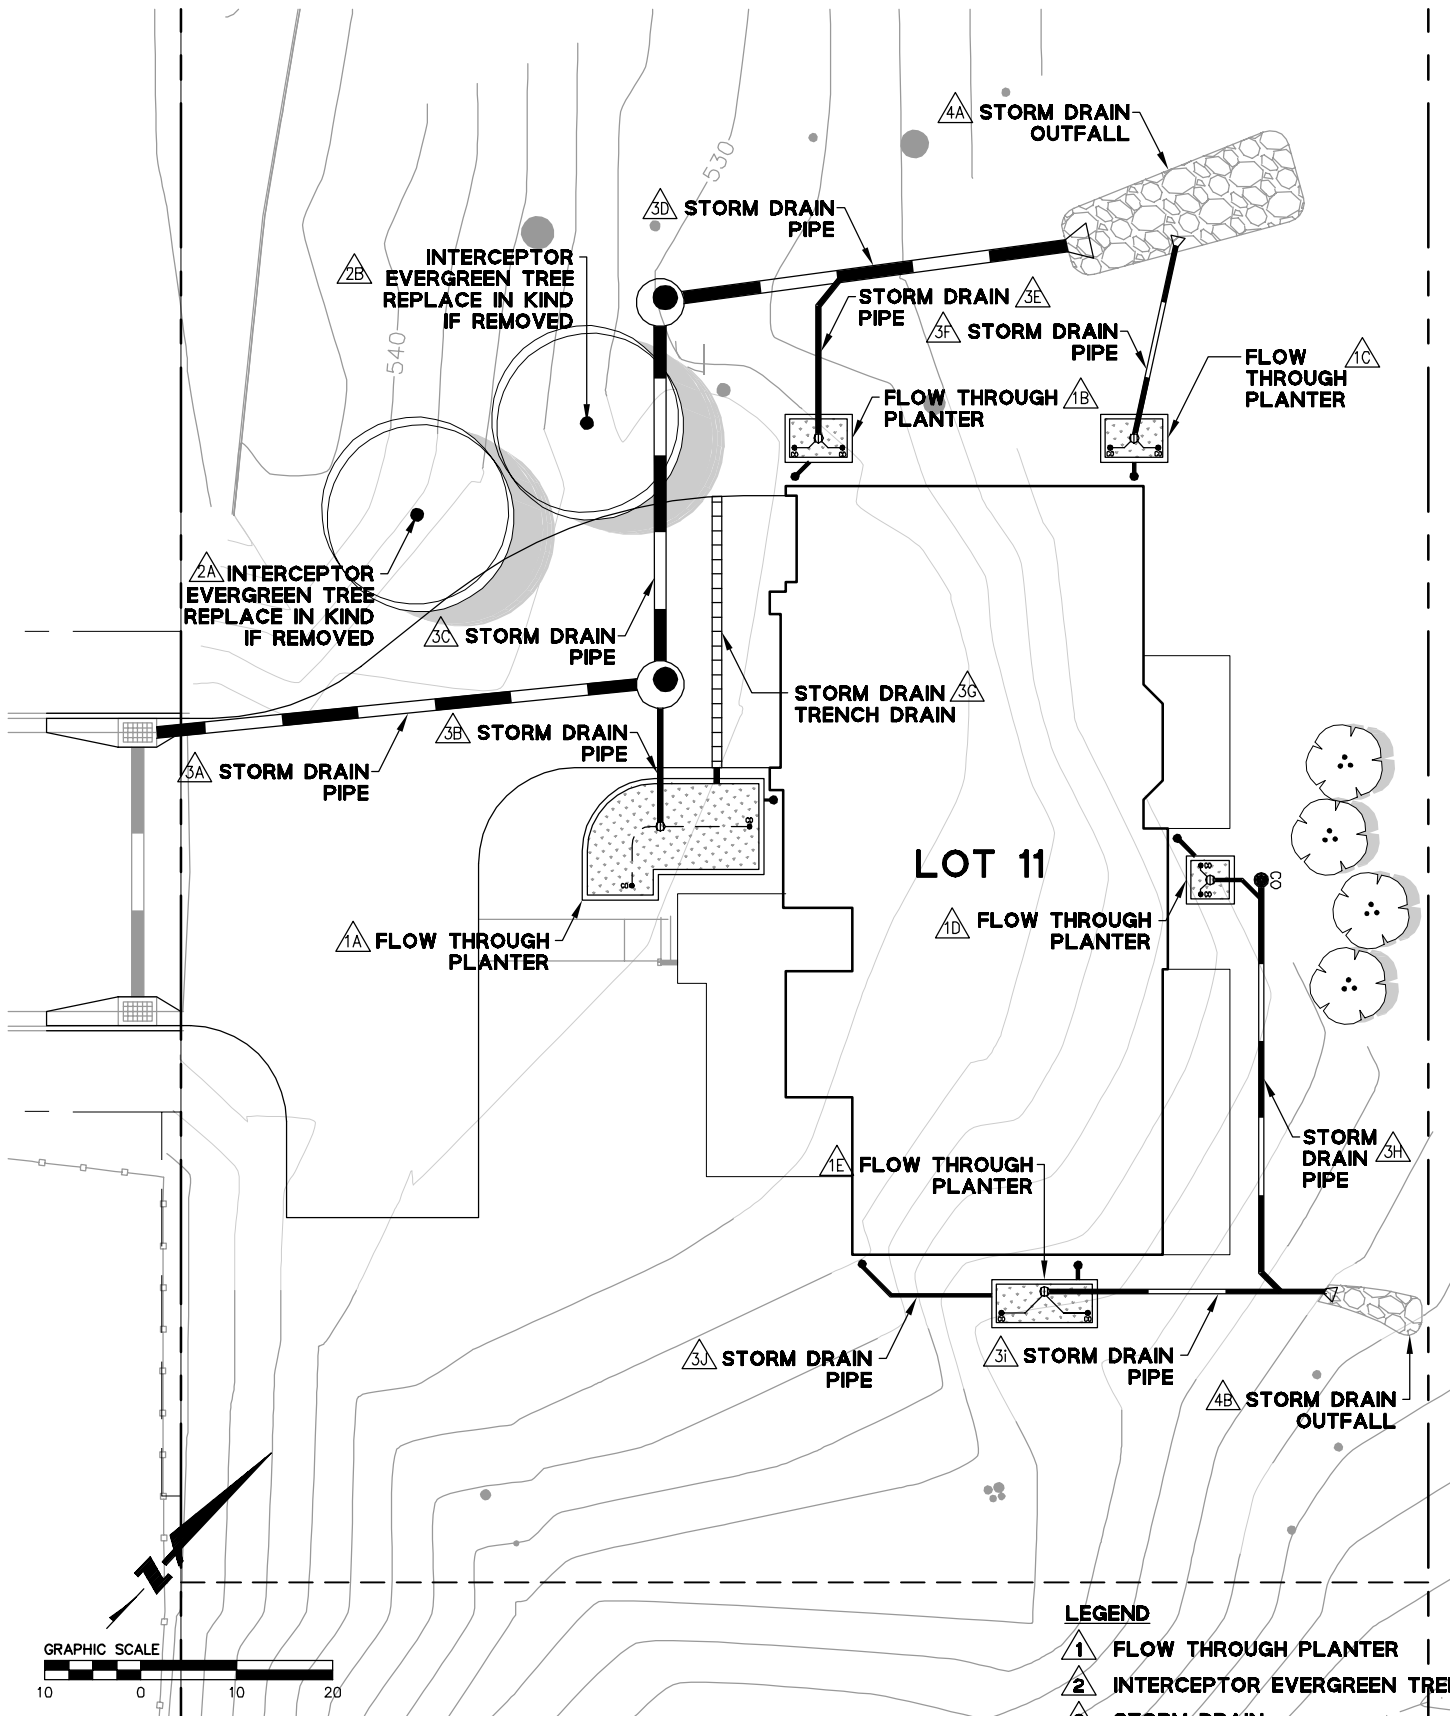 4A STORM DRAIN
OUTFALL
530
3D STORM DRAIN
PIPE
2B INTERCEPTOR
EVERGREEN TREE
REPLACE IN KIND
IF REMOVED
STORM DRAIN 3E
PIPE
3F STORM DRAIN
PIPE
540
FLOW 1C
THROUGH
PLANTER
FLOW THROUGH 1B
PLANTER
2A INTERCEPTOR
EVERGREEN TREE
REPLACE IN KIND
IF REMOVED
3C STORM DRAIN
PIPE
STORM DRAIN 3G
TRENCH DRAIN
3B STORM DRAIN
PIPE
3A STORM DRAIN
PIPE
LOT 11
CO
1A FLOW THROUGH
PLANTER
1D FLOW THROUGH
PLANTER
STORM 3H
DRAIN
PIPE
1E FLOW THROUGH
PLANTER
3J STORM DRAIN
PIPE
3i STORM DRAIN
PIPE
4B STORM DRAIN
OUTFALL
N
GRAPHIC SCALE
10 0 10 20
LEGEND
1 FLOW THROUGH PLANTER
2 INTERCEPTOR EVERGREEN TREE
STORM DRAIN